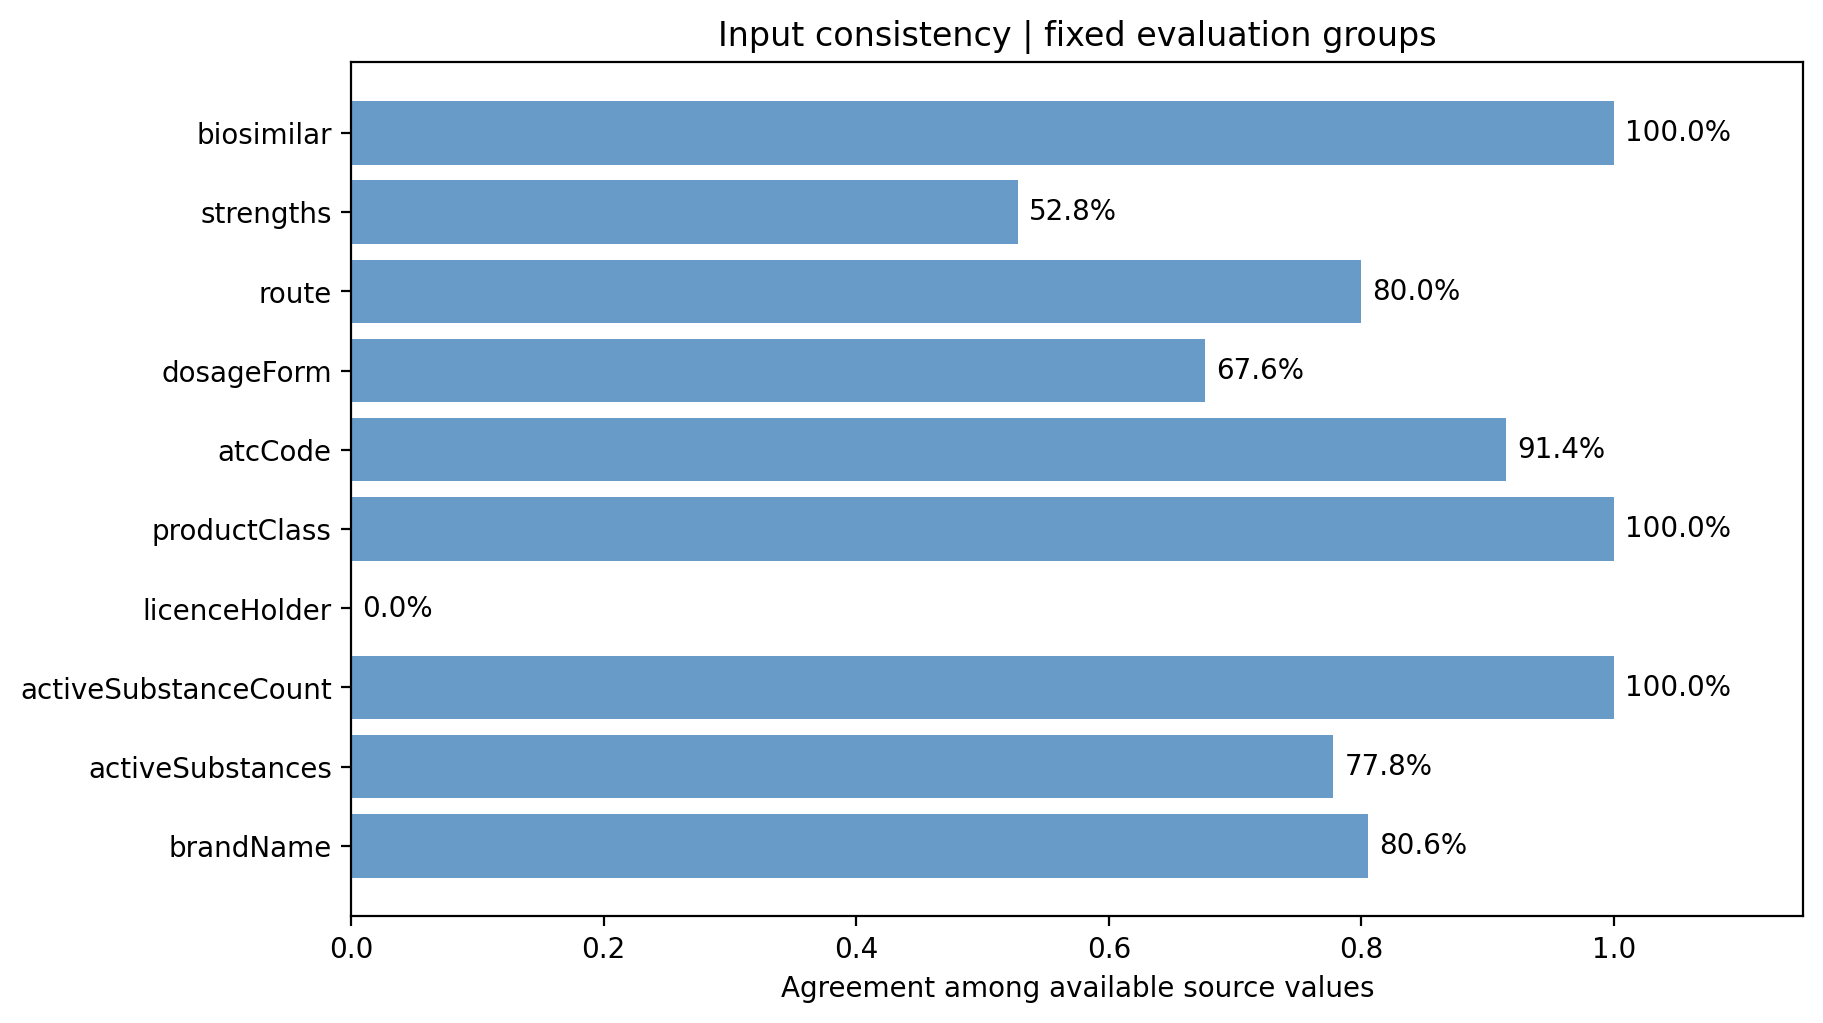 Input consistency | fixed evaluation groups
biosimilar 100.0%
strengths 52.8%
route 80.0%
dosageForm 67.6%
atcCode 91.4%
productClass 100.0%
licenceHolder 0.0%
activeSubstanceCount 100.0%
activeSubstances 77.8%
brandName 80.6%
0.0 0.2 0.4 0.6 0.8 1.0
Agreement among available source values